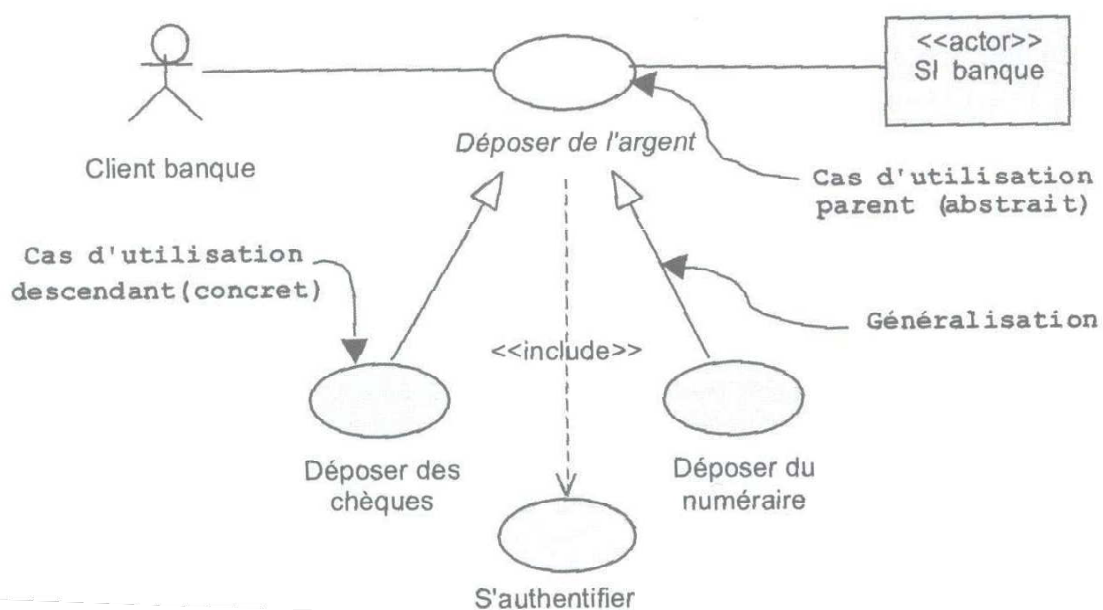 <<actor>>
SI banque
Client banque
Déposer de l'argent
Cas d'utilisation
parent (abstrait)
Cas d'utilisation
descendant(concret)
Généralisation
<<include>>
Déposer des
chèques
Déposer du
numéraire
S'authentifier